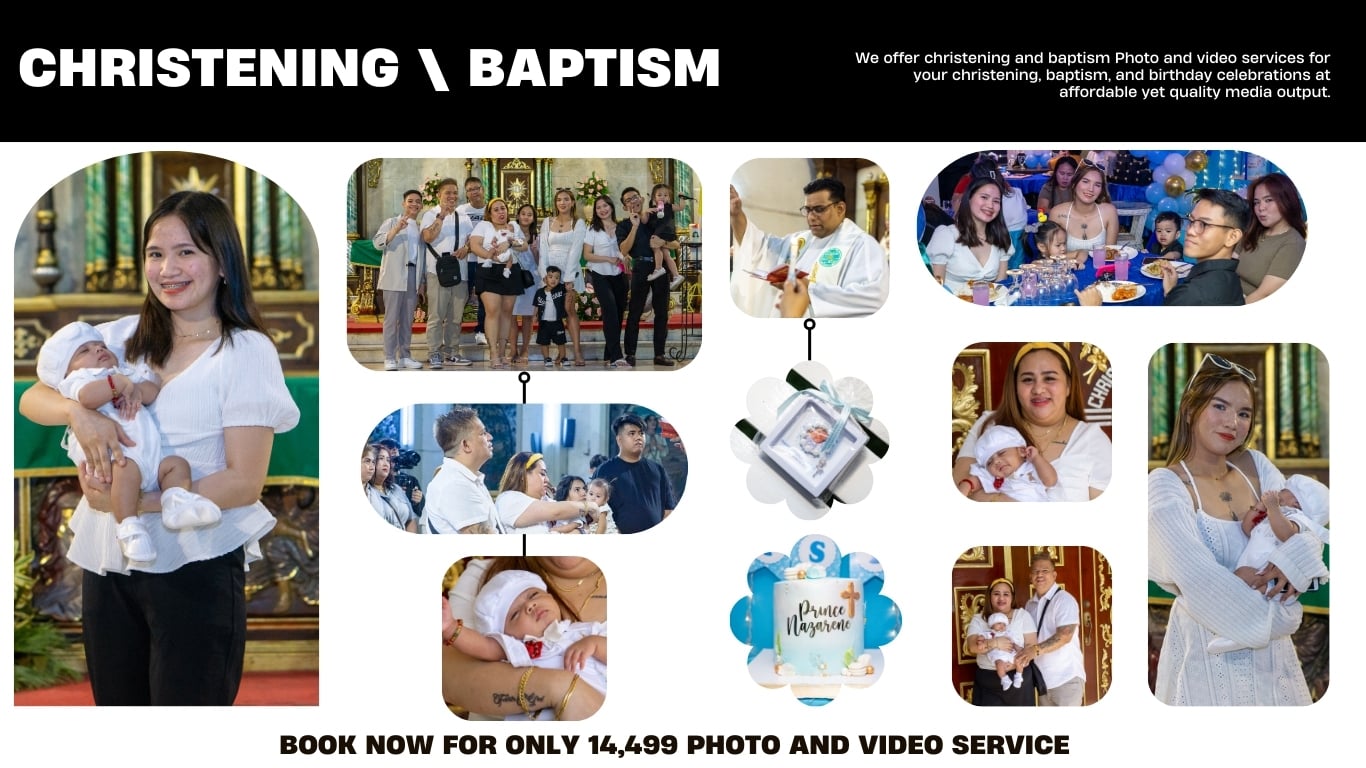 CHRISTENING \ BAPTISM
We offer christening and baptism Photo and video services for
your christening, baptism, and birthday celebrations at
affordable yet quality media output.
CHRIS
S
Prince
Nazarene
BOOK NOW FOR ONLY 14,499 PHOTO AND VIDEO SERVICE